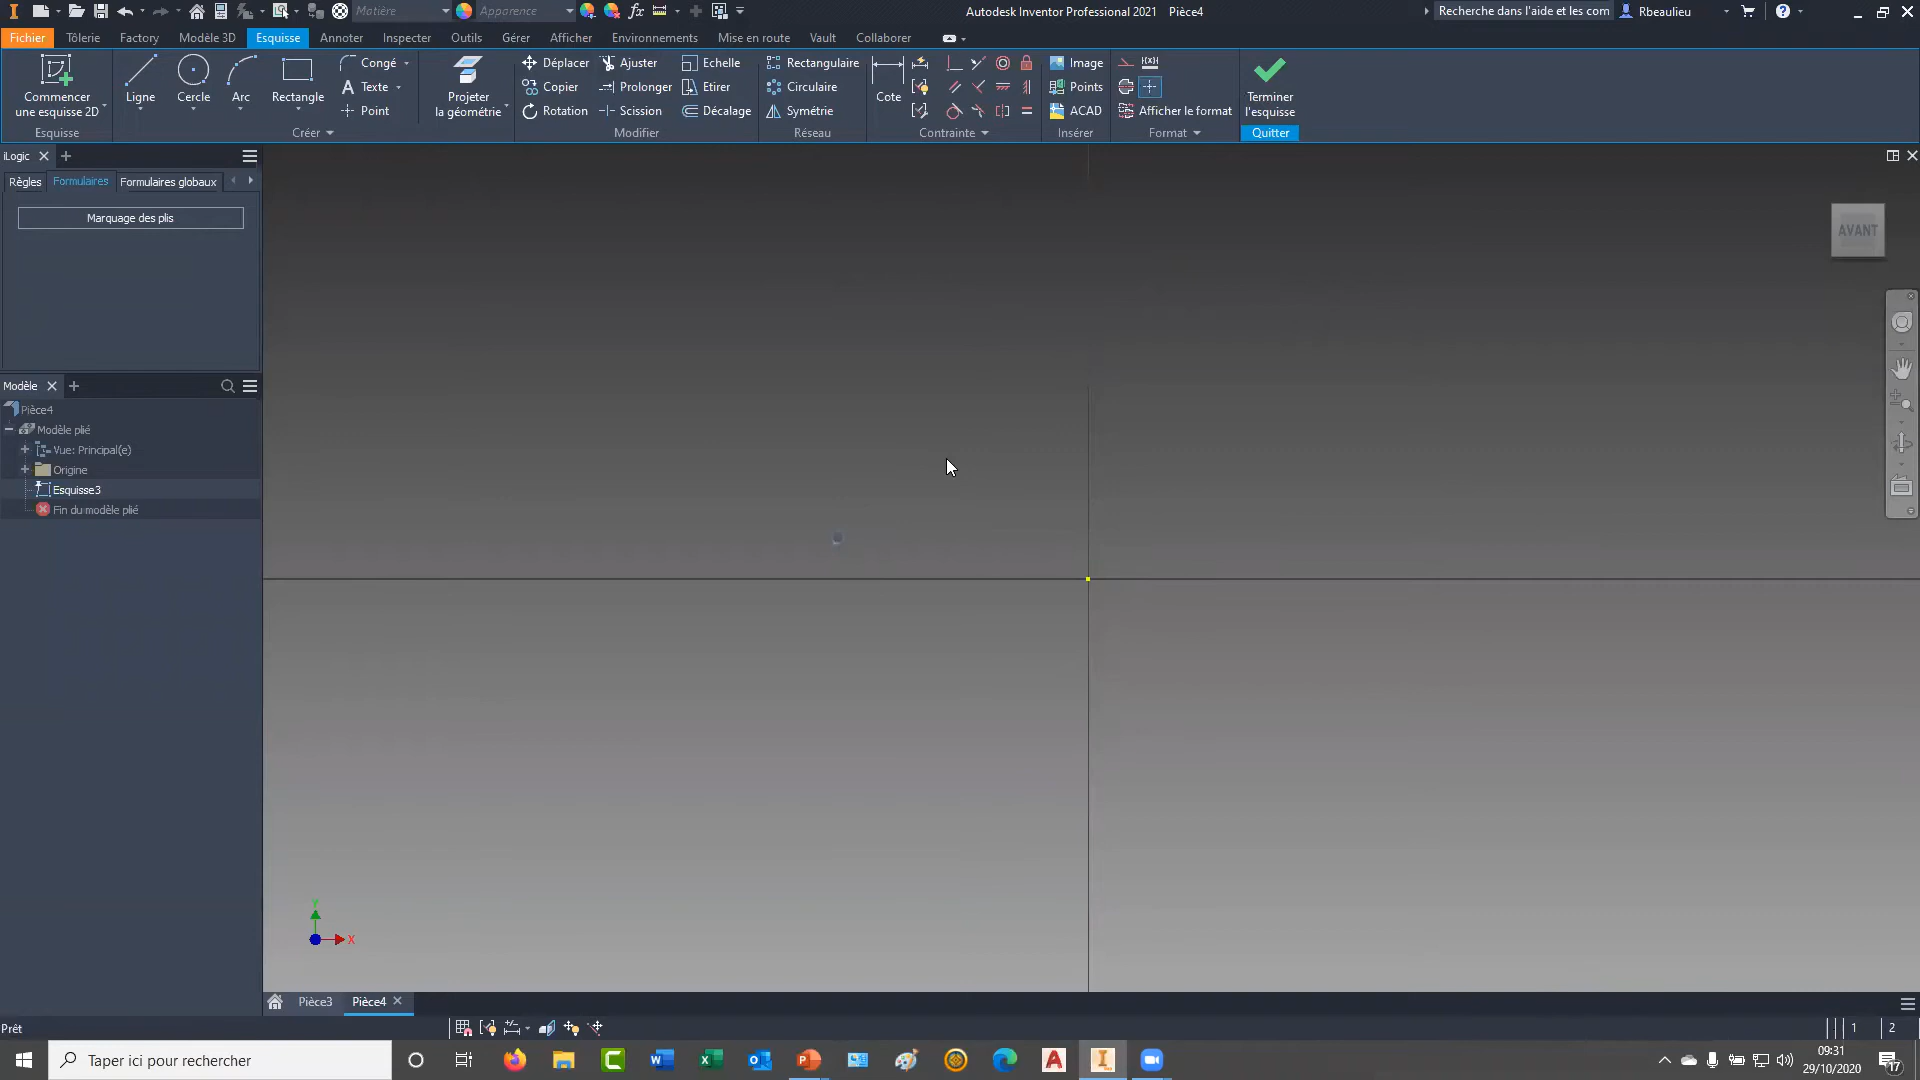 Matière
Apparence
Autodesk Inventor Professional 2021 Pièce4
Recherche dans l'aide et les com
Rbeaulieu
Fichier Tôlerie Factory Modèle 3D Esquisse Annoter Inspecter Outils Gérer Afficher Environnements Mise en route Vault Collaborer
Commencer
une esquisse 2D
Esquisse
Ligne
Cercle
Arc
Rectangle
Congé
Texte
Point
Créer
Projeter
la géométrie
Déplacer
Copier
Rotation
Ajuster
Prolonger
Scission
Echelle
Etirer
Décalage
Modifier
Rectangulaire
Circulaire
Symétrie
Réseau
Cote
Contrainte
Image
Points
ACAD
Insérer
Afficher le format
Format
Terminer
l'esquisse
Quitter
iLogic
Règles Formulaires Formulaires globaux
Marquage des plis
Modèle
Pièce4
Modèle plié
Vue: Principal(e)
Origine
Esquisse3
Fin du modèle plié
AVANT
Y
X
Pièce3 Pièce4
Prêt
1 2
Taper ici pour rechercher
09:31
29/10/2020
17